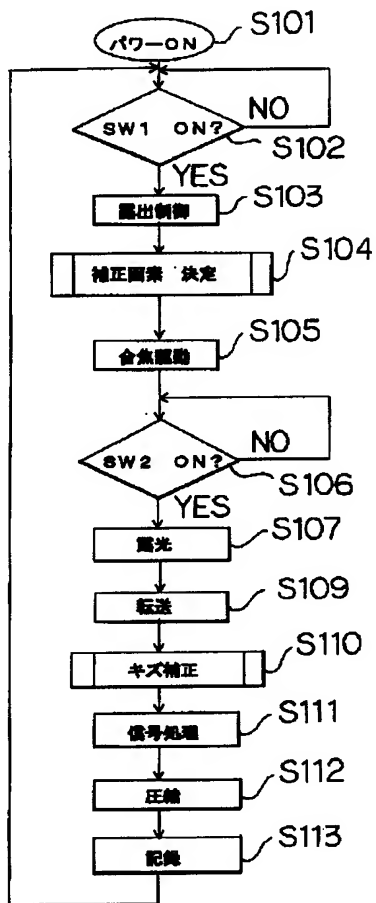 パワーON
S101
SW1 ON?
NO
S102
YES
S103
露出制御
S104
補正画素 決定
S105
合焦駆動
SW2 ON?
NO
S106
YES
S107
露光
S109
転送
S110
キズ補正
S111
信号処理
S112
圧縮
S113
記録